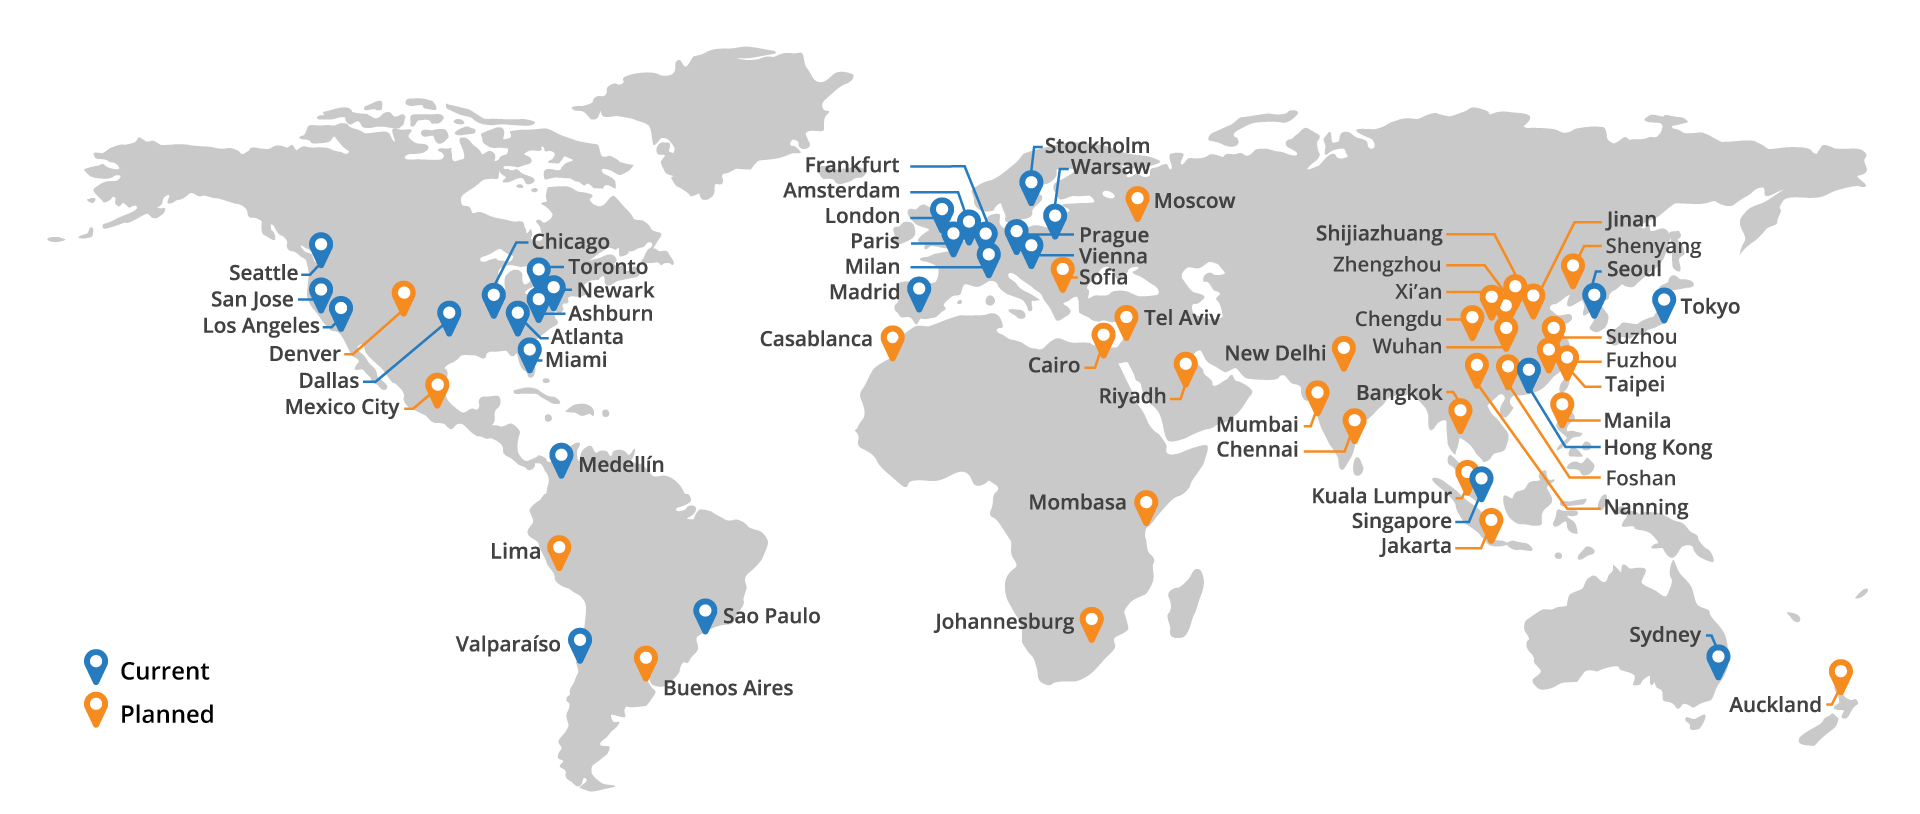 Stockholm
Warsaw
Frankfurt
Amsterdam
London
Paris
Milan
Madrid
Moscow
Prague
Vienna
Sofia
Seattle
San Jose
Los Angeles
Denver
Dallas
Mexico City
Chicago
Toronto
Newark
Ashburn
Atlanta
Miami
Casablanca
Tel Aviv
Cairo
Riyadh
New Delhi
Mumbai
Chennai
Shijiazhuang
Zhengzhou
Xi’an
Chengdu
Wuhan
Bangkok
Jinan
Shenyang
Seoul
Tokyo
Suzhou
Fuzhou
Taipei
Manila
Hong Kong
Foshan
Nanning
Kuala Lumpur
Singapore
Jakarta
Medellín
Lima
Sao Paulo
Valparaíso
Buenos Aires
Mombasa
Johannesburg
Sydney
Auckland
Current
Planned